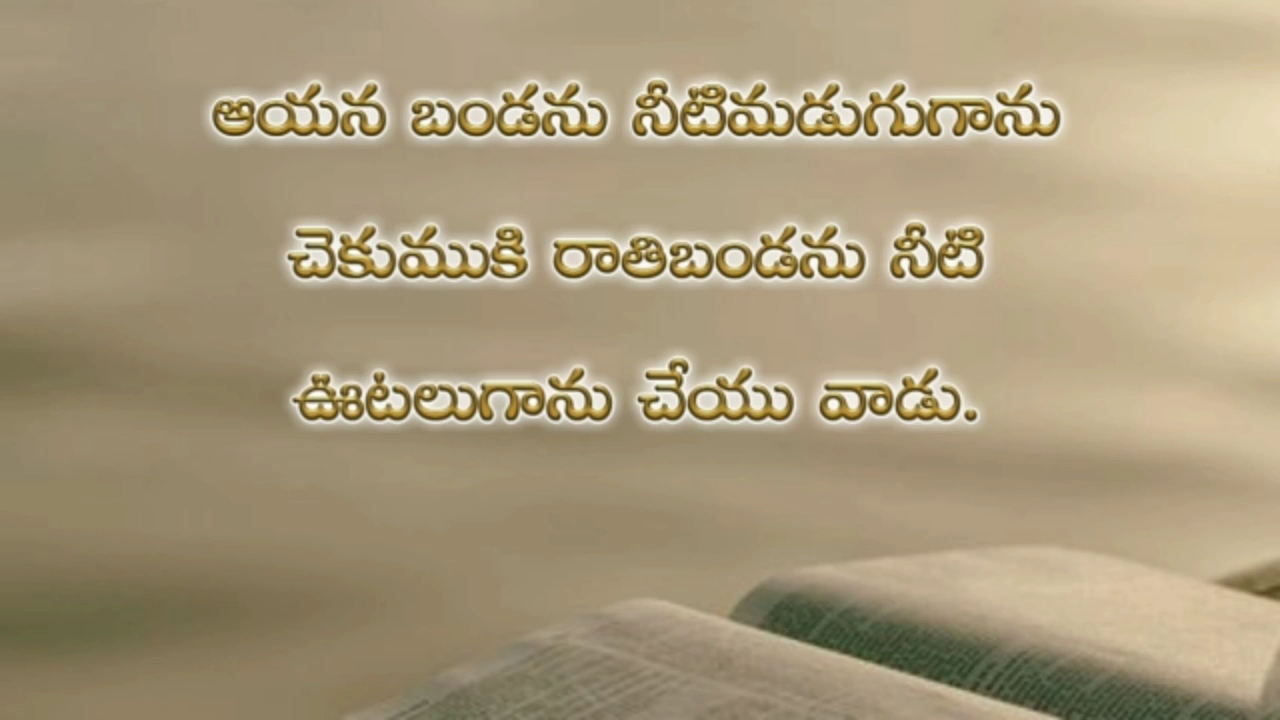 ఆయన బండను నీటిమడుగుగాను
చెకుముకి రాతిబండను నీటి
ఊటలుగాను చేయు వాడు.